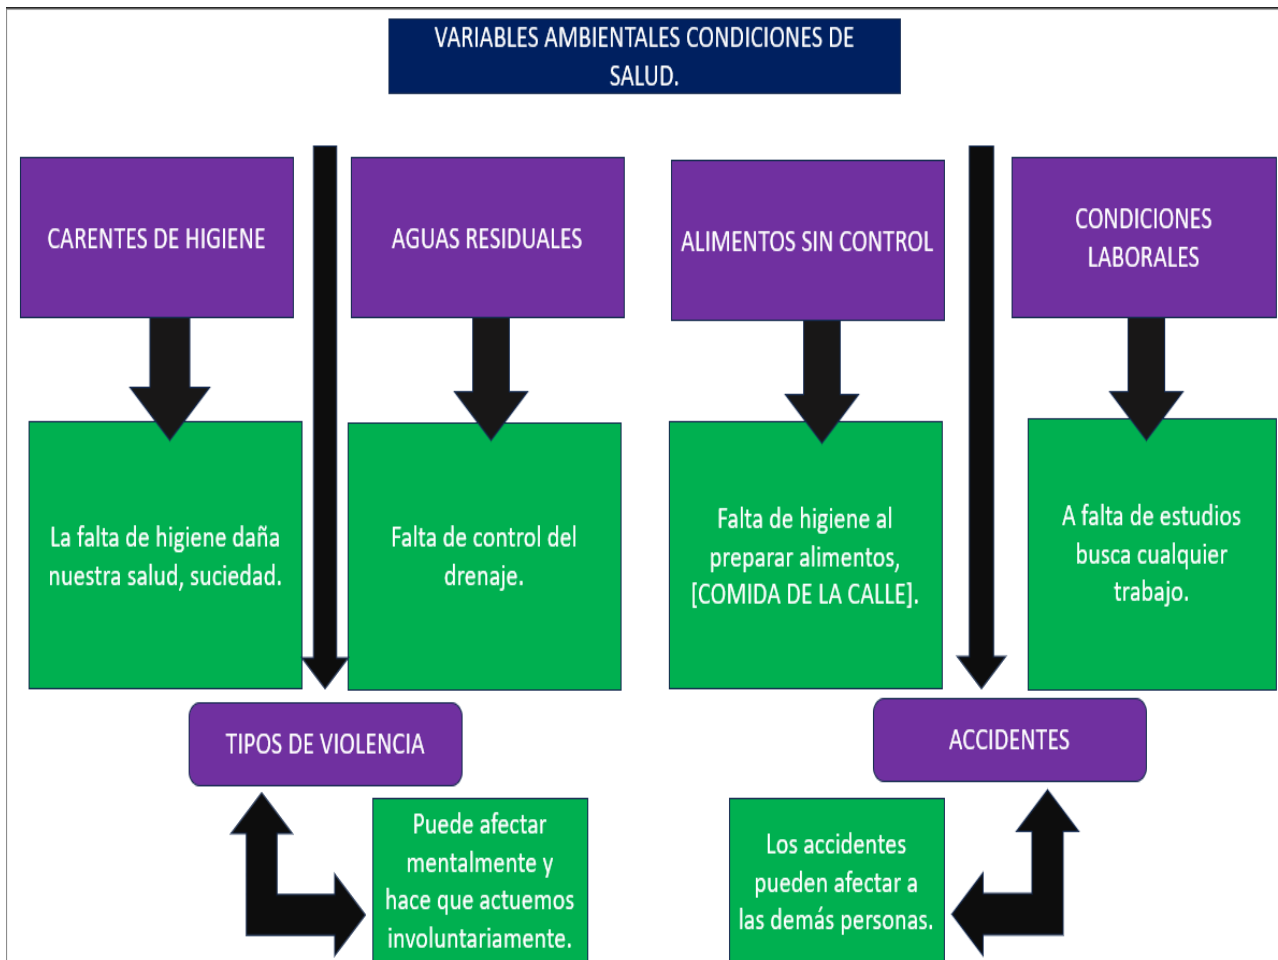 VARIABLES AMBIENTALES CONDICIONES DE
SALUD.
CARENTES DE HIGIENE
AGUAS RESIDUALES
ALIMENTOS SIN CONTROL
CONDICIONES
LABORALES
La falta de higiene daña
nuestra salud, suciedad.
Falta de control del
drenaje.
Falta de higiene al
preparar alimentos,
[COMIDA DE LA CALLE].
A falta de estudios
busca cualquier
trabajo.
TIPOS DE VIOLENCIA
ACCIDENTES
Puede afectar
mentalmente y
hace que actuemos
involuntariamente.
Los accidentes
pueden afectar a
las demás personas.